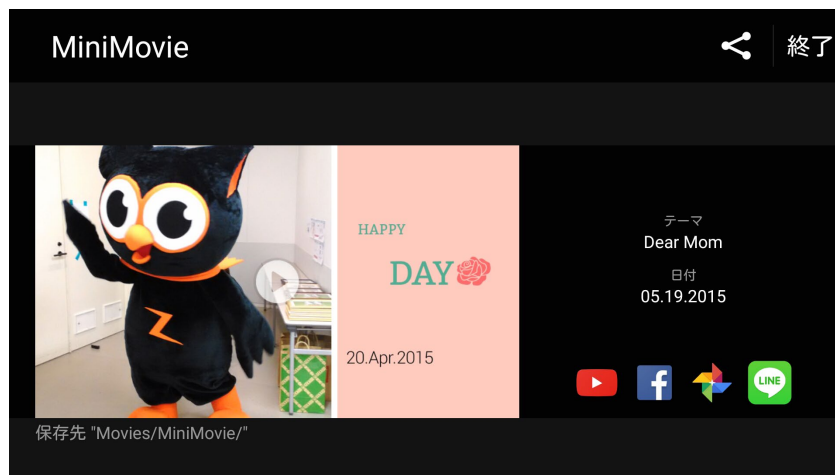 MiniMovie
終了
HAPPY
DAY
20.Apr.2015
テーマ
Dear Mom
日付
05.19.2015
LINE
保存先 "Movies/MiniMovie/"